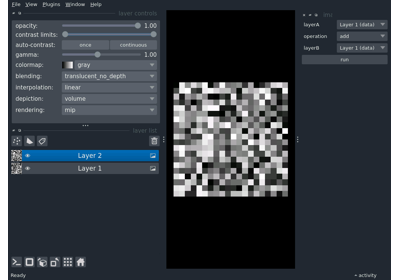 File View Plugins Window Help
layer controls
opacity: 1.00
contrast limits:
auto-contrast: once continuous
gamma: 1.00
colormap: gray
blending: translucent_no_depth
interpolation: linear
depiction: volume
rendering: mip
layer list
Layer 2
Layer 1
Ready
layerA Layer 1 (data)
operation add
layerB Layer 1 (data)
run
activity